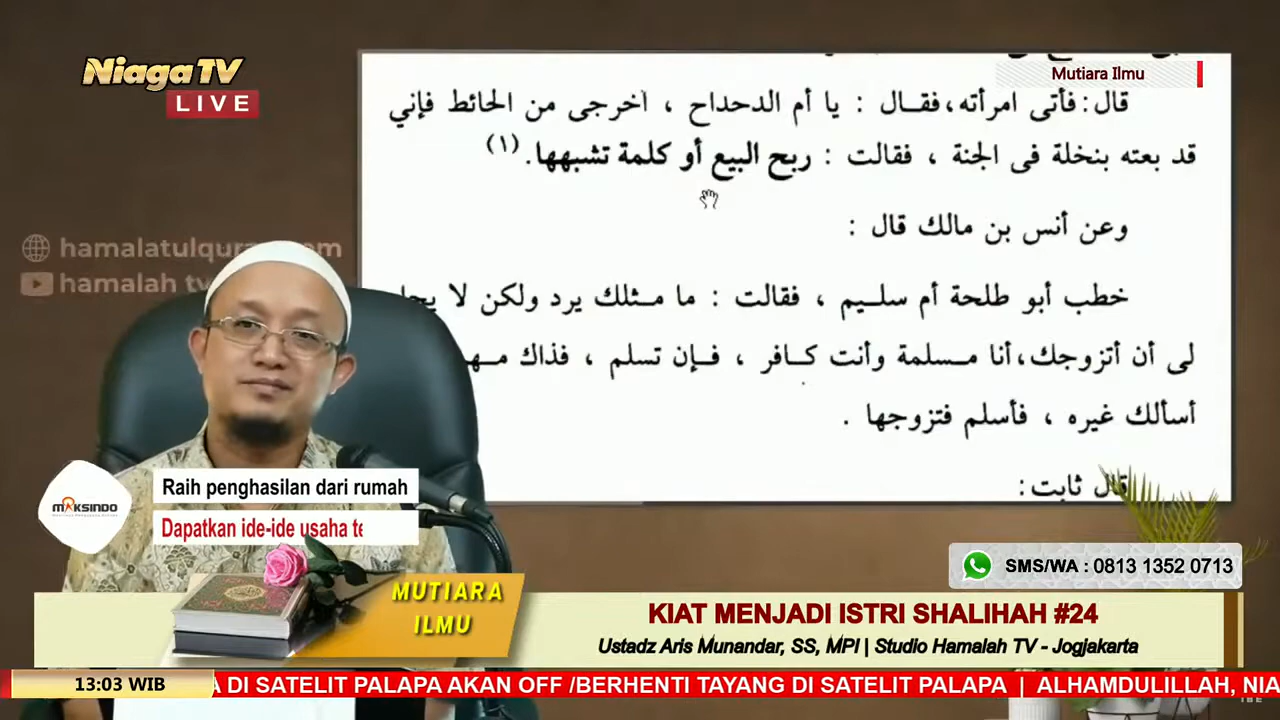 Niaga TV
LIVE
Mutiara Ilmu
قال: فأتى امرأته، فقال : يا أم الدحداح ، أخرجى من الحائط فإني
قد بعته بنخلة فى الجنة ، فقالت : ربح البيع أو كلمة تشبهها. (١)
وعن أنس بن مالك قال :
خطب أبو طلحة أم سليم ، فقالت : ما مثلك يرد ولكن لا
لى أن أتزوجك، أنا مسلمة وأنت كافر ، فإن تسلم ، فذاك
أسألك غيره ، فأسلم فتزوجها .
قال ثابت :
hamalatulqur
hamalah tv
MAKSINDO
Raih penghasilan dari rumah
Dapatkan ide-ide usaha te
SMS/WA : 0813 1352 0713
MUTIARA
ILMU
KIAT MENJADI ISTRI SHALIHAH #24
Ustadz Aris Munandar, SS, MPI | Studio Hamalah TV - Jogjakarta
13:03 WIB
A DI SATELIT PALAPA AKAN OFF /BERHENTI TAYANG DI SATELIT PALAPA | ALHAMDULILLAH, NIA